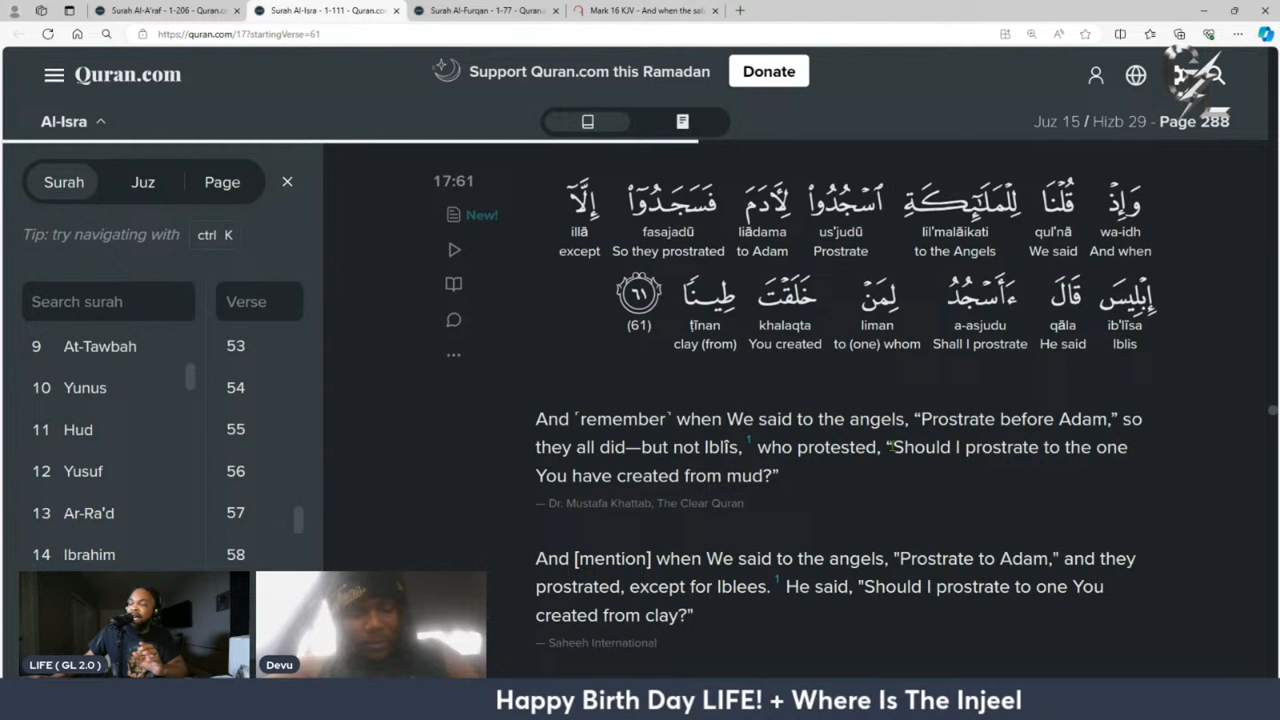 Surah Al-A'raf - 1-206 - Quran.c
Surah Al-Isra - 1-111 - Quran.co
Surah Al-Furqan - 1-77 - Quran.
Mark 16 KJV - And when the sa
https://quran.com/17?startingVerse=61
Quran.com
Support Quran.com this Ramadan
Donate
Al-Isra
Juz 15 / Hizb 29 - Page 288
Surah
Juz
Page
Tip: try navigating with ctrl K
Search surah
Verse
9 At-Tawbah
53
10 Yunus
54
11 Hud
55
12 Yusuf
56
13 Ar-Ra'd
57
14 Ibrahim
58
17:61
New!
وَإِذْ قُلْنَا لِلْمَلَـٰٓئِكَةِ ٱسْجُدُوا۟ لِـَٔادَمَ فَسَجَدُوٓا۟ إِلَّآ
illā fasajadū liādama us'judū lil'malāikati qul'nā wa-idh
except So they prostrated to Adam Prostrate to the Angels We said And when
إِبْلِيسَ قَالَ ءَأَسْجُدُ لِمَنْ خَلَقْتَ طِينًا ٦١
(61) ṭīnan khalaqta liman a-asjudu qāla ib'līsa
clay (from) You created to (one) whom Shall I prostrate He said Iblis
And ˹remember˺ when We said to the angels, “Prostrate before Adam,” so
they all did—but not Iblîs, 1 who protested, “Should I prostrate to the one
You have created from mud?”
— Dr. Mustafa Khattab, The Clear Quran
And [mention] when We said to the angels, "Prostrate to Adam," and they
prostrated, except for Iblees. 1 He said, "Should I prostrate to one You
created from clay?"
— Saheeh International
LIFE ( GL 2.0 )
Devu
Happy Birth Day LIFE! + Where Is The Injeel